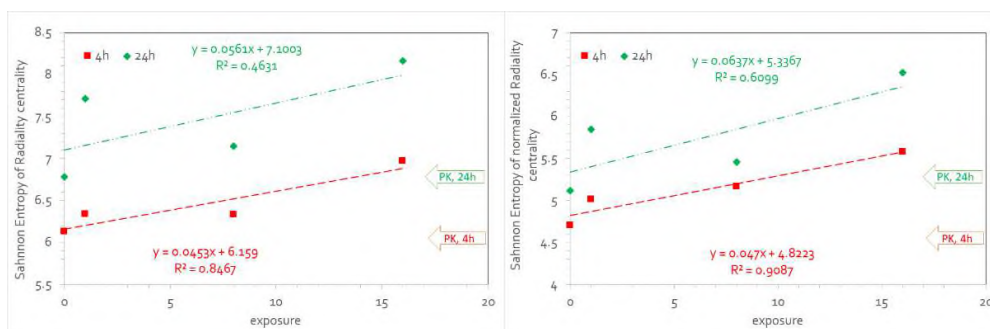 8.5
8
7.5
7
6.5
6
5.5
Sahnnon Entropy of Radiality centrality
4h 24h
y = 0.0561x + 7.1003
R² = 0.4631
PK, 24h
PK, 4h
y = 0.0453x + 6.159
R² = 0.8467
0 5 10 15 20
exposure
7
6.5
6
5.5
5
4.5
4
Sahnnon Entropy of normalized Radiality
centrality
4h 24h
y = 0.0637x + 5.3367
R² = 0.6099
PK, 24h
PK, 4h
y = 0.047x + 4.8223
R² = 0.9087
0 5 10 15 20
exposure